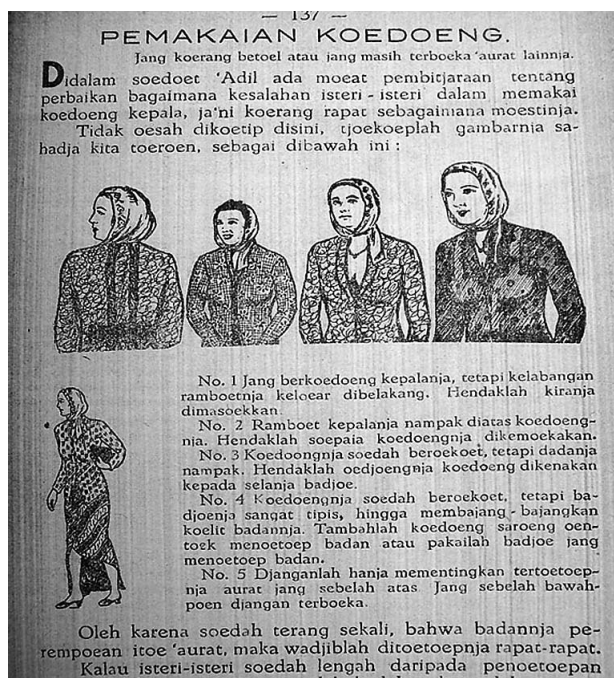 — 137 —
PEMAKAIAN KOEDOENG.
Jang koerang betoel atau jang masih terboeka ‘aurat lainnja.
Didalam soedoet ‘Adil ada moeat pembitjaraan tentang
perbaikan bagaimana kesalahan isteri - isteri dalam memakai
koedoeng kepala, ja‘ni koerang rapat sebagaimana moestinja.
Tidak oesah dikoetip disini, tjoekoeplah gambarnja sa-
hadja kita toeroen, sebagai dibawah ini :
No. 1 Jang berkoedoeng kepalanja, tetapi kelabangan
ramboetnja keloear dibelakang. Hendaklah kiranja
dimasoekkan.
No. 2 Ramboet kepalanja nampak diatas koedoeng-
nja. Hendaklah soepaia koedoengnja dikemoekakan.
No. 3 Koedoongnja soedah beroekoet, tetapi dadanja
nampak. Hendaklah oedjoengnja koedoeng dikenakan
kepada selanja badjoe.
No. 4 Koedoengnja soedah beroekoet, tetapi ba-
djoenja sangat tipis, hingga membajang - bajangkan
koelit badannja. Tambahlah koedoeng saroeng oen-
toek menoetoep badan atau pakailah badjoe jang
menoetoep badan.
No. 5 Djanganlah hanja mementingkan tertoetoep-
nja aurat jang sebelah atas. Jang sebelah bawah-
poen djangan terboeka.
Oleh karena soedah terang sekali, bahwa badannja pe-
rempoean itoe ‘aurat, maka wadjiblah ditoetoepnja rapat-rapat.
Kalau isteri-isteri soedah lengah daripada penoetoepan